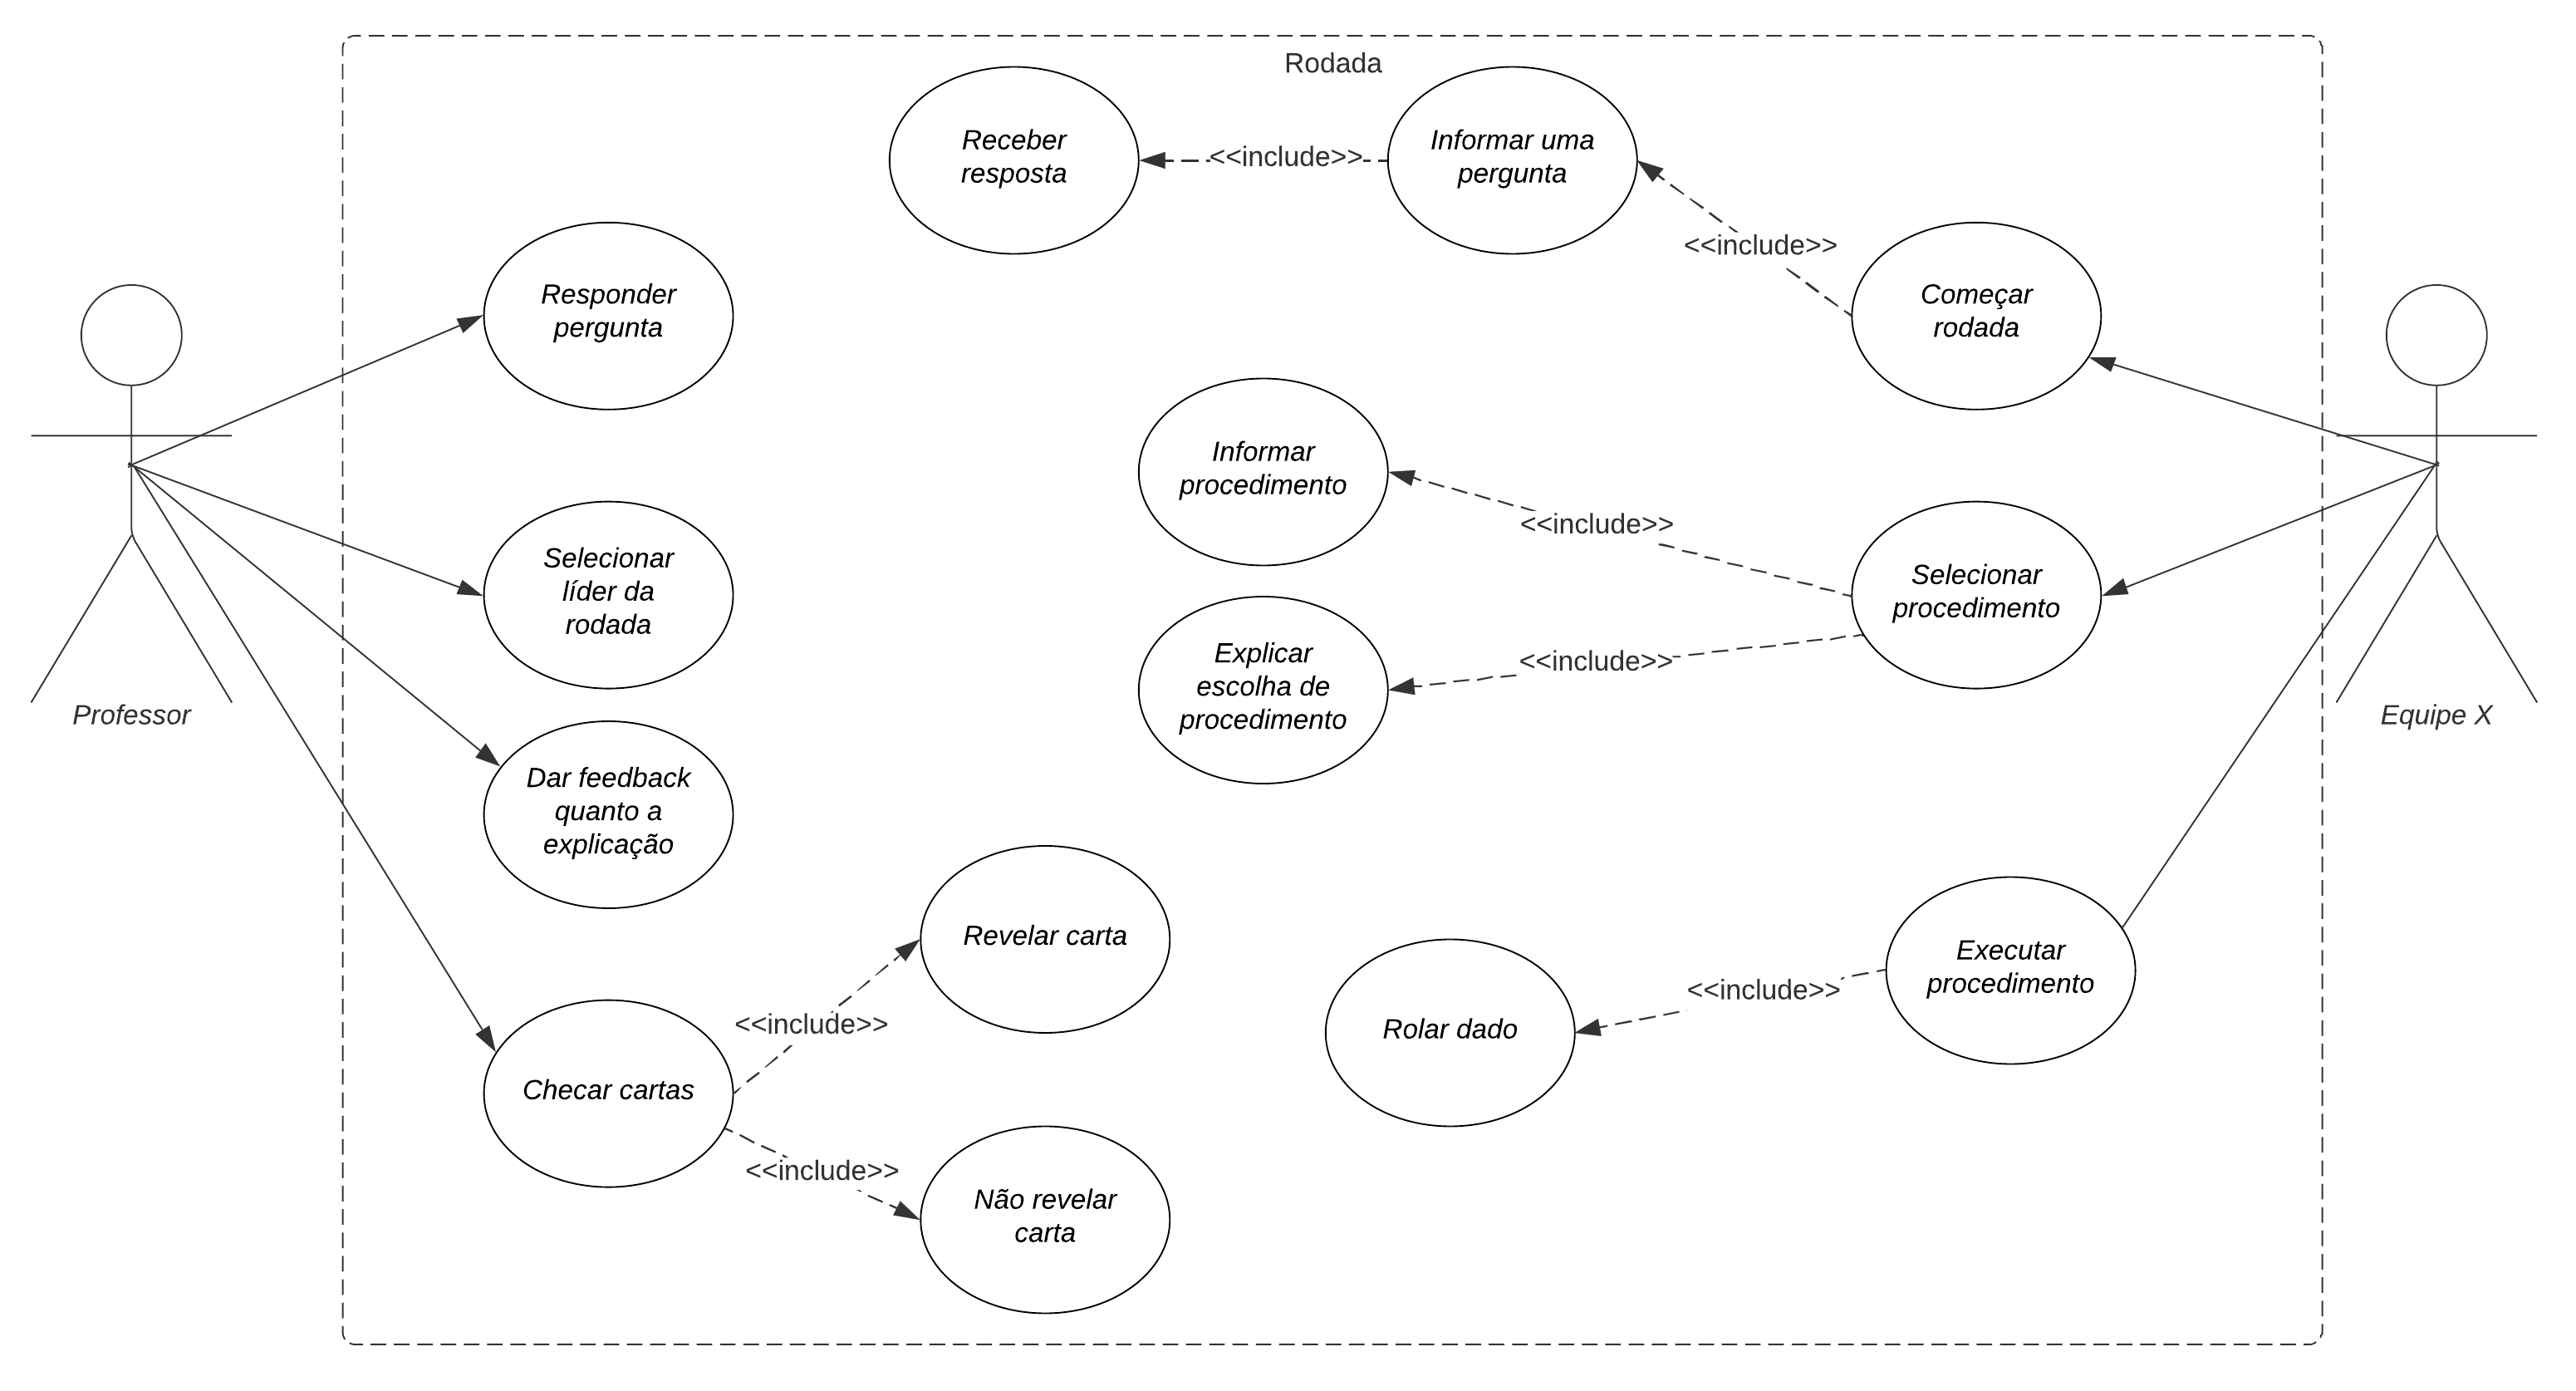 Rodada
Receber
resposta
<<include>>
Informar uma
pergunta
<<include>>
Responder
pergunta
Começar
rodada
Informar
procedimento
<<include>>
Selecionar
líder da
rodada
Selecionar
procedimento
Explicar
escolha de
procedimento
<<include>>
Professor
Equipe X
Dar feedback
quanto a
explicação
Revelar carta
Executar
procedimento
<<include>>
<<include>>
Rolar dado
Checar cartas
<<include>>
Não revelar
carta